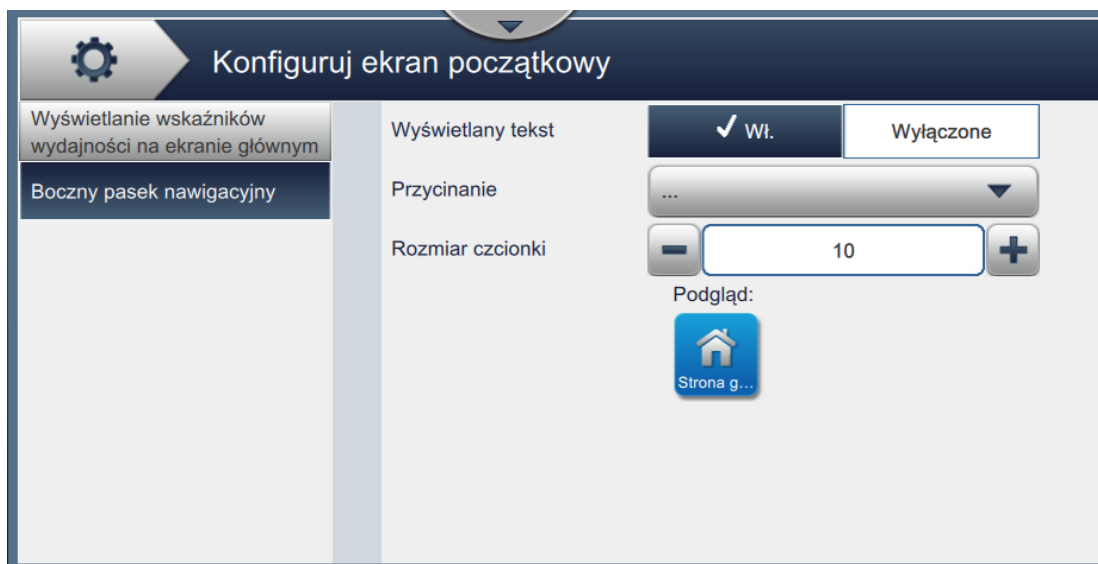 Konfiguruj ekran początkowy
Wyświetlanie wskaźników
wydajności na ekranie głównym
Boczny pasek nawigacyjny
Wyświetlany tekst
Wł.
Wyłączone
Przycinanie
...
Rozmiar czcionki
10
Podgląd:
Strona g...